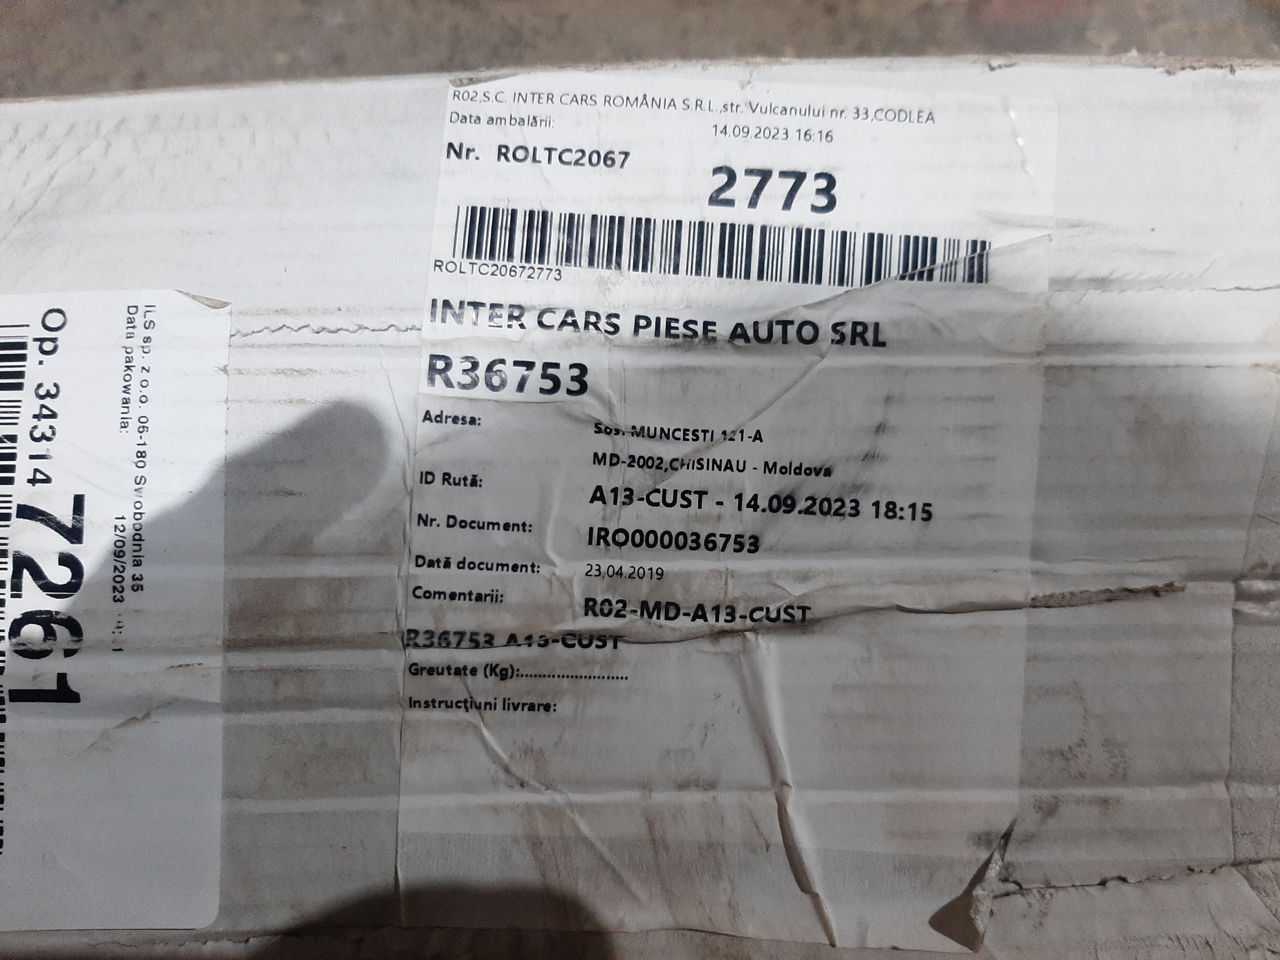 R02,S.C. INTER CARS ROMÂNIA S.R.L.,str. Vulcanului nr. 33,CODLEA
Data ambalării: 14.09.2023 16:16
Nr. ROLTC2067 2773
ROLTC20672773
INTER CARS PIESE AUTO SRL
R36753
Adresa: Sos. MUNCESTI 121-A
MD-2002,CHISINAU - Moldova
ID Rută: A13-CUST - 14.09.2023 18:15
Nr. Document: IRO000036753
Dată document: 23.04.2019
Comentarii: R02-MD-A13-CUST
R36753 A13-CUST
Greutate (Kg):..........................
Instrucţiuni livrare:
ILS sp. z o.o. 05-180 Swobodnia 35
Data pakowania: 12/09/2023
Op. 34314 7261